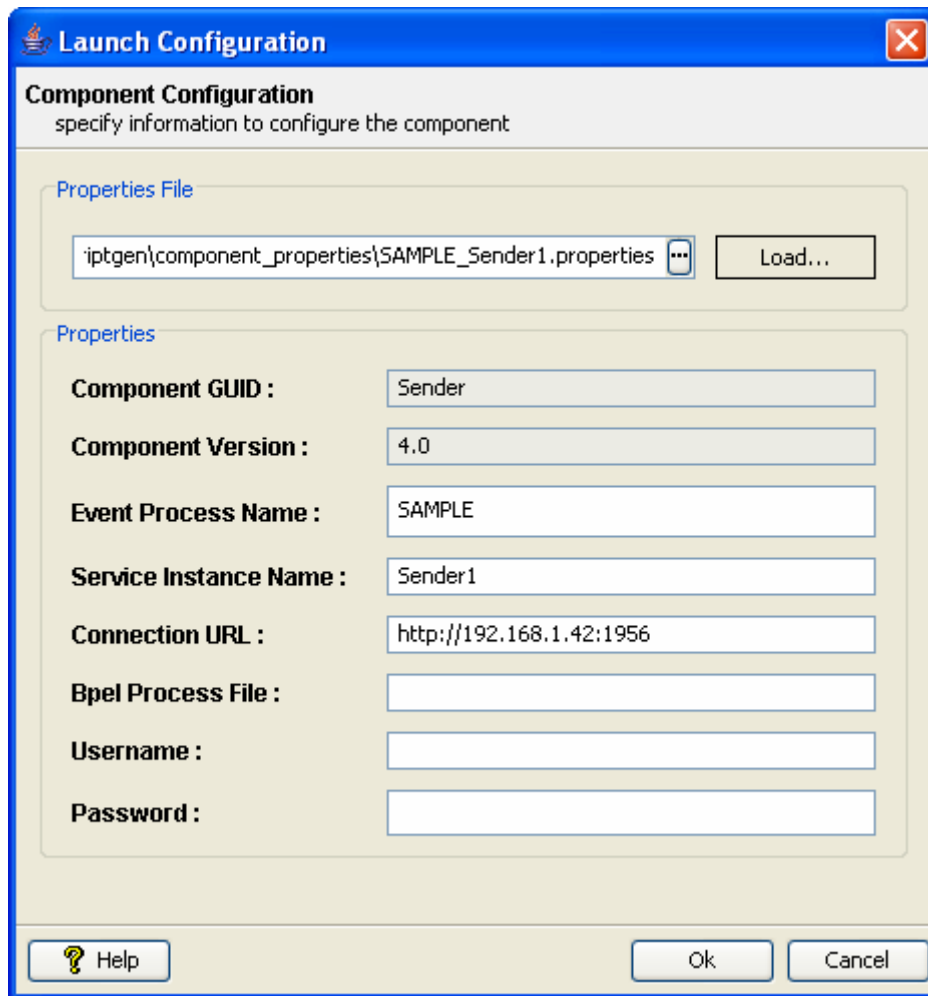 Launch Configuration
Component Configuration
specify information to configure the component
Properties File
iptgen\component_properties\SAMPLE_Sender1.properties ... Load...
Properties
Component GUID : Sender
Component Version : 4.0
Event Process Name : SAMPLE
Service Instance Name : Sender1
Connection URL : http://192.168.1.42:1956
Bpel Process File :
Username :
Password :
Help Ok Cancel